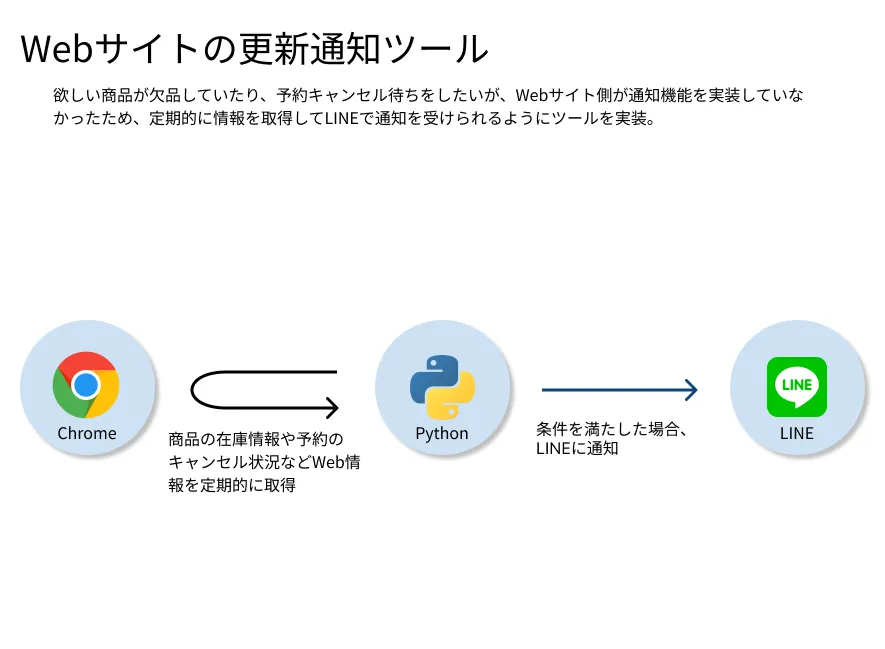 Webサイトの更新通知ツール
欲しい商品が欠品していたり、予約キャンセル待ちをしたいが、Webサイト側が通知機能を実装していな
かったため、定期的に情報を取得してLINEで通知を受けられるようにツールを実装。
Chrome
商品の在庫情報や予約の
キャンセル状況などWeb情
報を定期的に取得
Python
条件を満たした場合、
LINEに通知
LINE
LINE